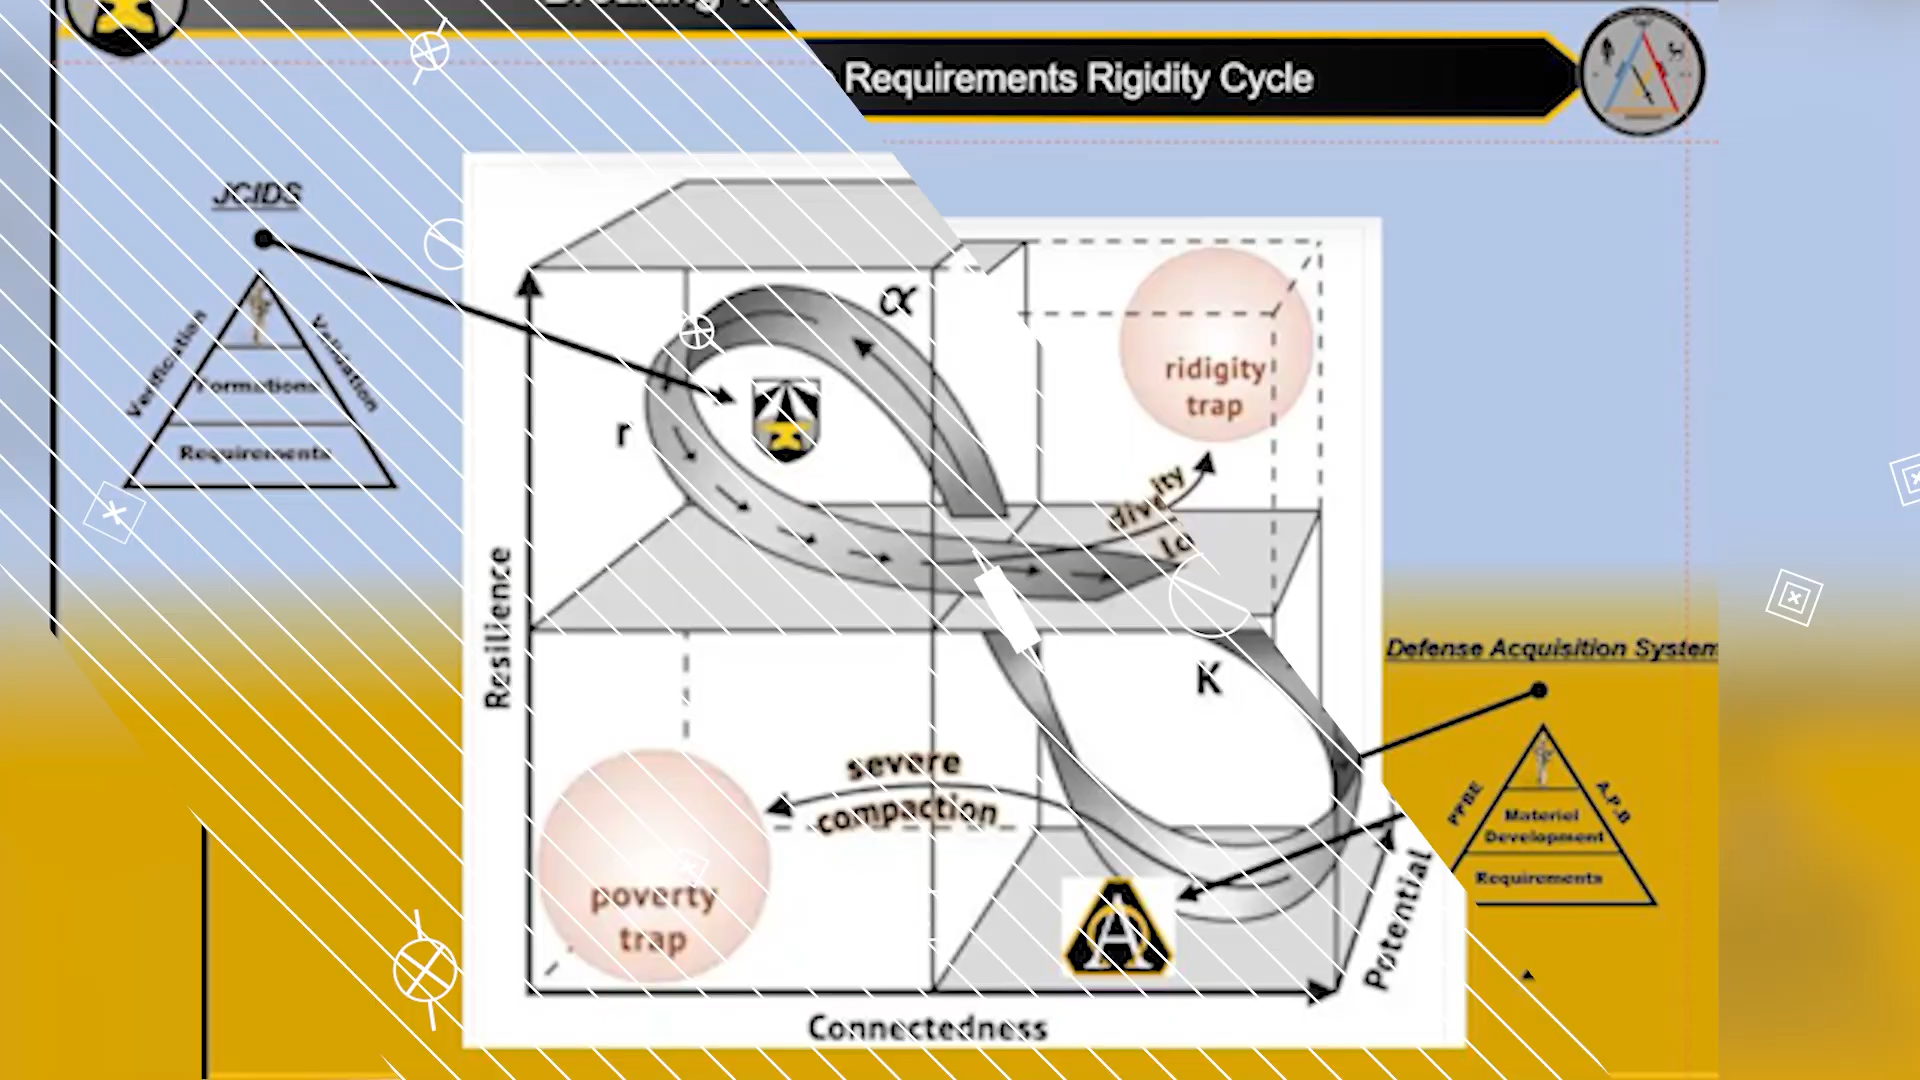 Requirements Rigidity Cycle
JCIDS
Verification
Validation
Formations
Requirements
α
r
ridigity
trap
Resilience
K
Defense Acquisition System
severe
compaction
PPBE
A.P.B
Materiel
Development
Requirements
poverty
trap
A
Potential
Connectedness